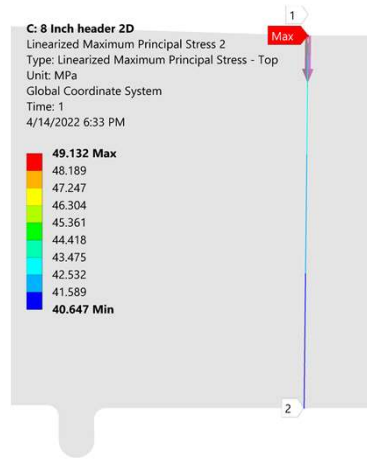 1
C: 8 Inch header 2D
Max
Linearized Maximum Principal Stress 2
Type: Linearized Maximum Principal Stress - Top
Unit: MPa
Global Coordinate System
Time: 1
4/14/2022 6:33 PM
49.132 Max
48.189
47.247
46.304
45.361
44.418
43.475
42.532
41.589
40.647 Min
2